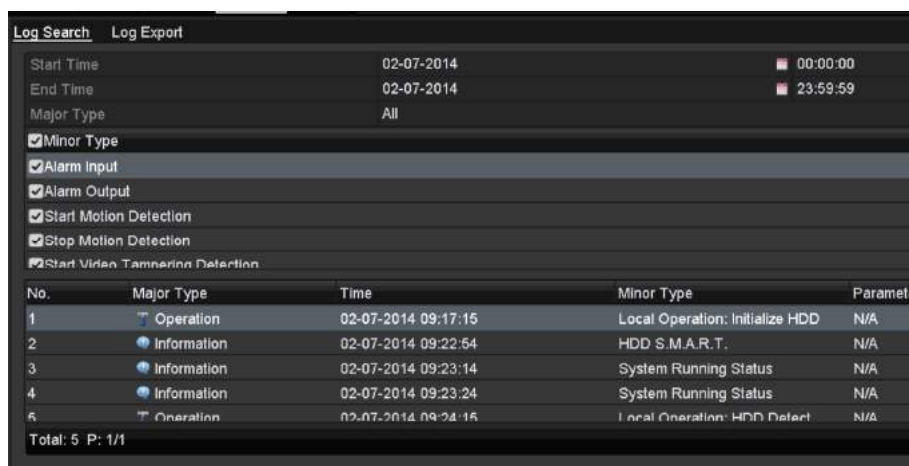 Log Search Log Export
Start Time 02-07-2014 00:00:00
End Time 02-07-2014 23:59:59
Major Type All
Minor Type
Alarm Input
Alarm Output
Start Motion Detection
Stop Motion Detection
Start Video Tampering Detection
No. Major Type Time Minor Type Paramet
1 Operation 02-07-2014 09:17:15 Local Operation: Initialize HDD N/A
2 Information 02-07-2014 09:22:54 HDD S.M.A.R.T. N/A
3 Information 02-07-2014 09:23:14 System Running Status N/A
4 Information 02-07-2014 09:23:24 System Running Status N/A
5 Operation 02-07-2014 09:24:15 Local Operation: HDD Detect N/A
Total: 5 P: 1/1